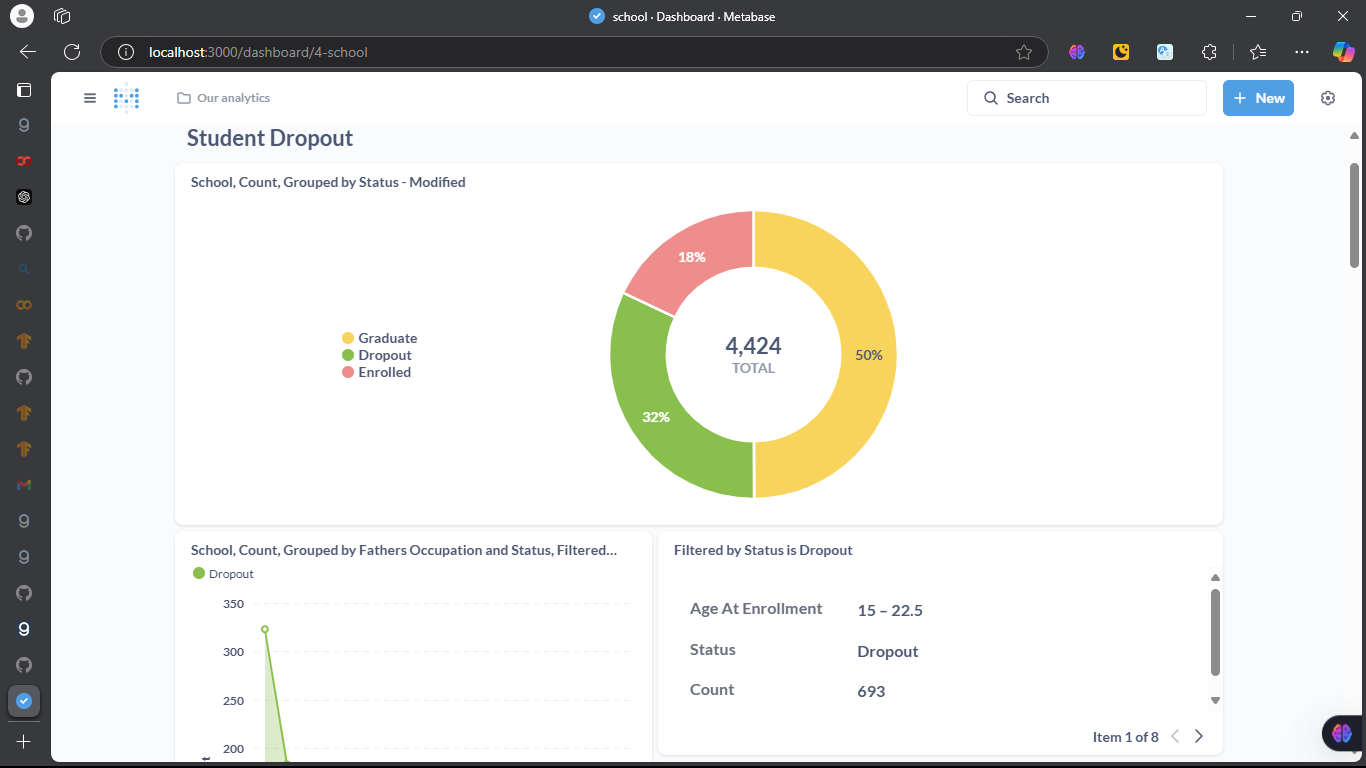 school · Dashboard · Metabase
localhost:3000/dashboard/4-school
Our analytics
Search
+ New
Student Dropout
School, Count, Grouped by Status - Modified
18%
Graduate
Dropout
Enrolled
4,424
TOTAL
50%
32%
School, Count, Grouped by Fathers Occupation and Status, Filtered...
Dropout
350
300
250
200
Filtered by Status is Dropout
Age At Enrollment 15 – 22.5
Status Dropout
Count 693
Item 1 of 8